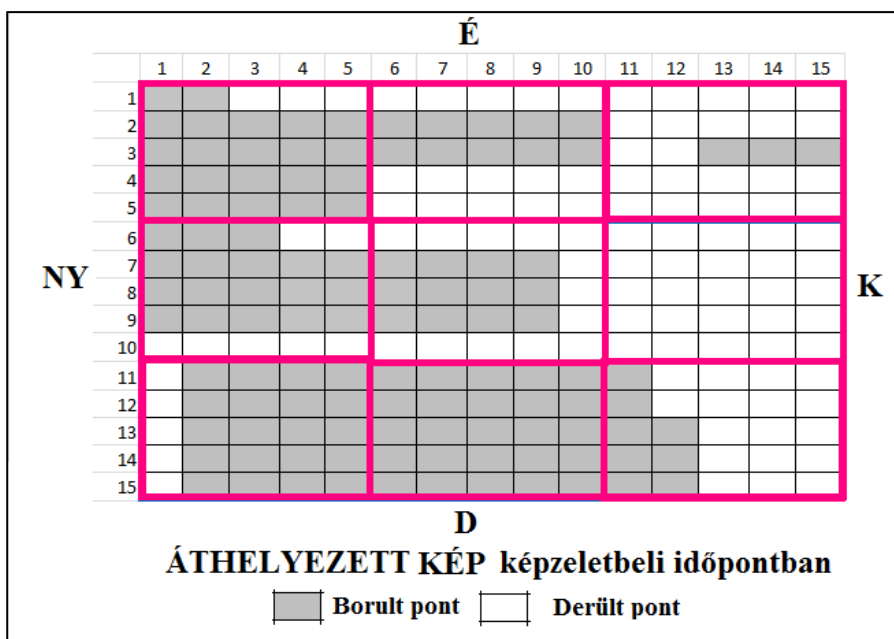 É
1 2 3 4 5 6 7 8 9 10 11 12 13 14 15
1
2
3
4
5
6
7
NY
8
K
9
10
11
12
13
14
15
D
ÁTHELYEZETT KÉP képzeletbeli időpontban
Borult pont Derült pont